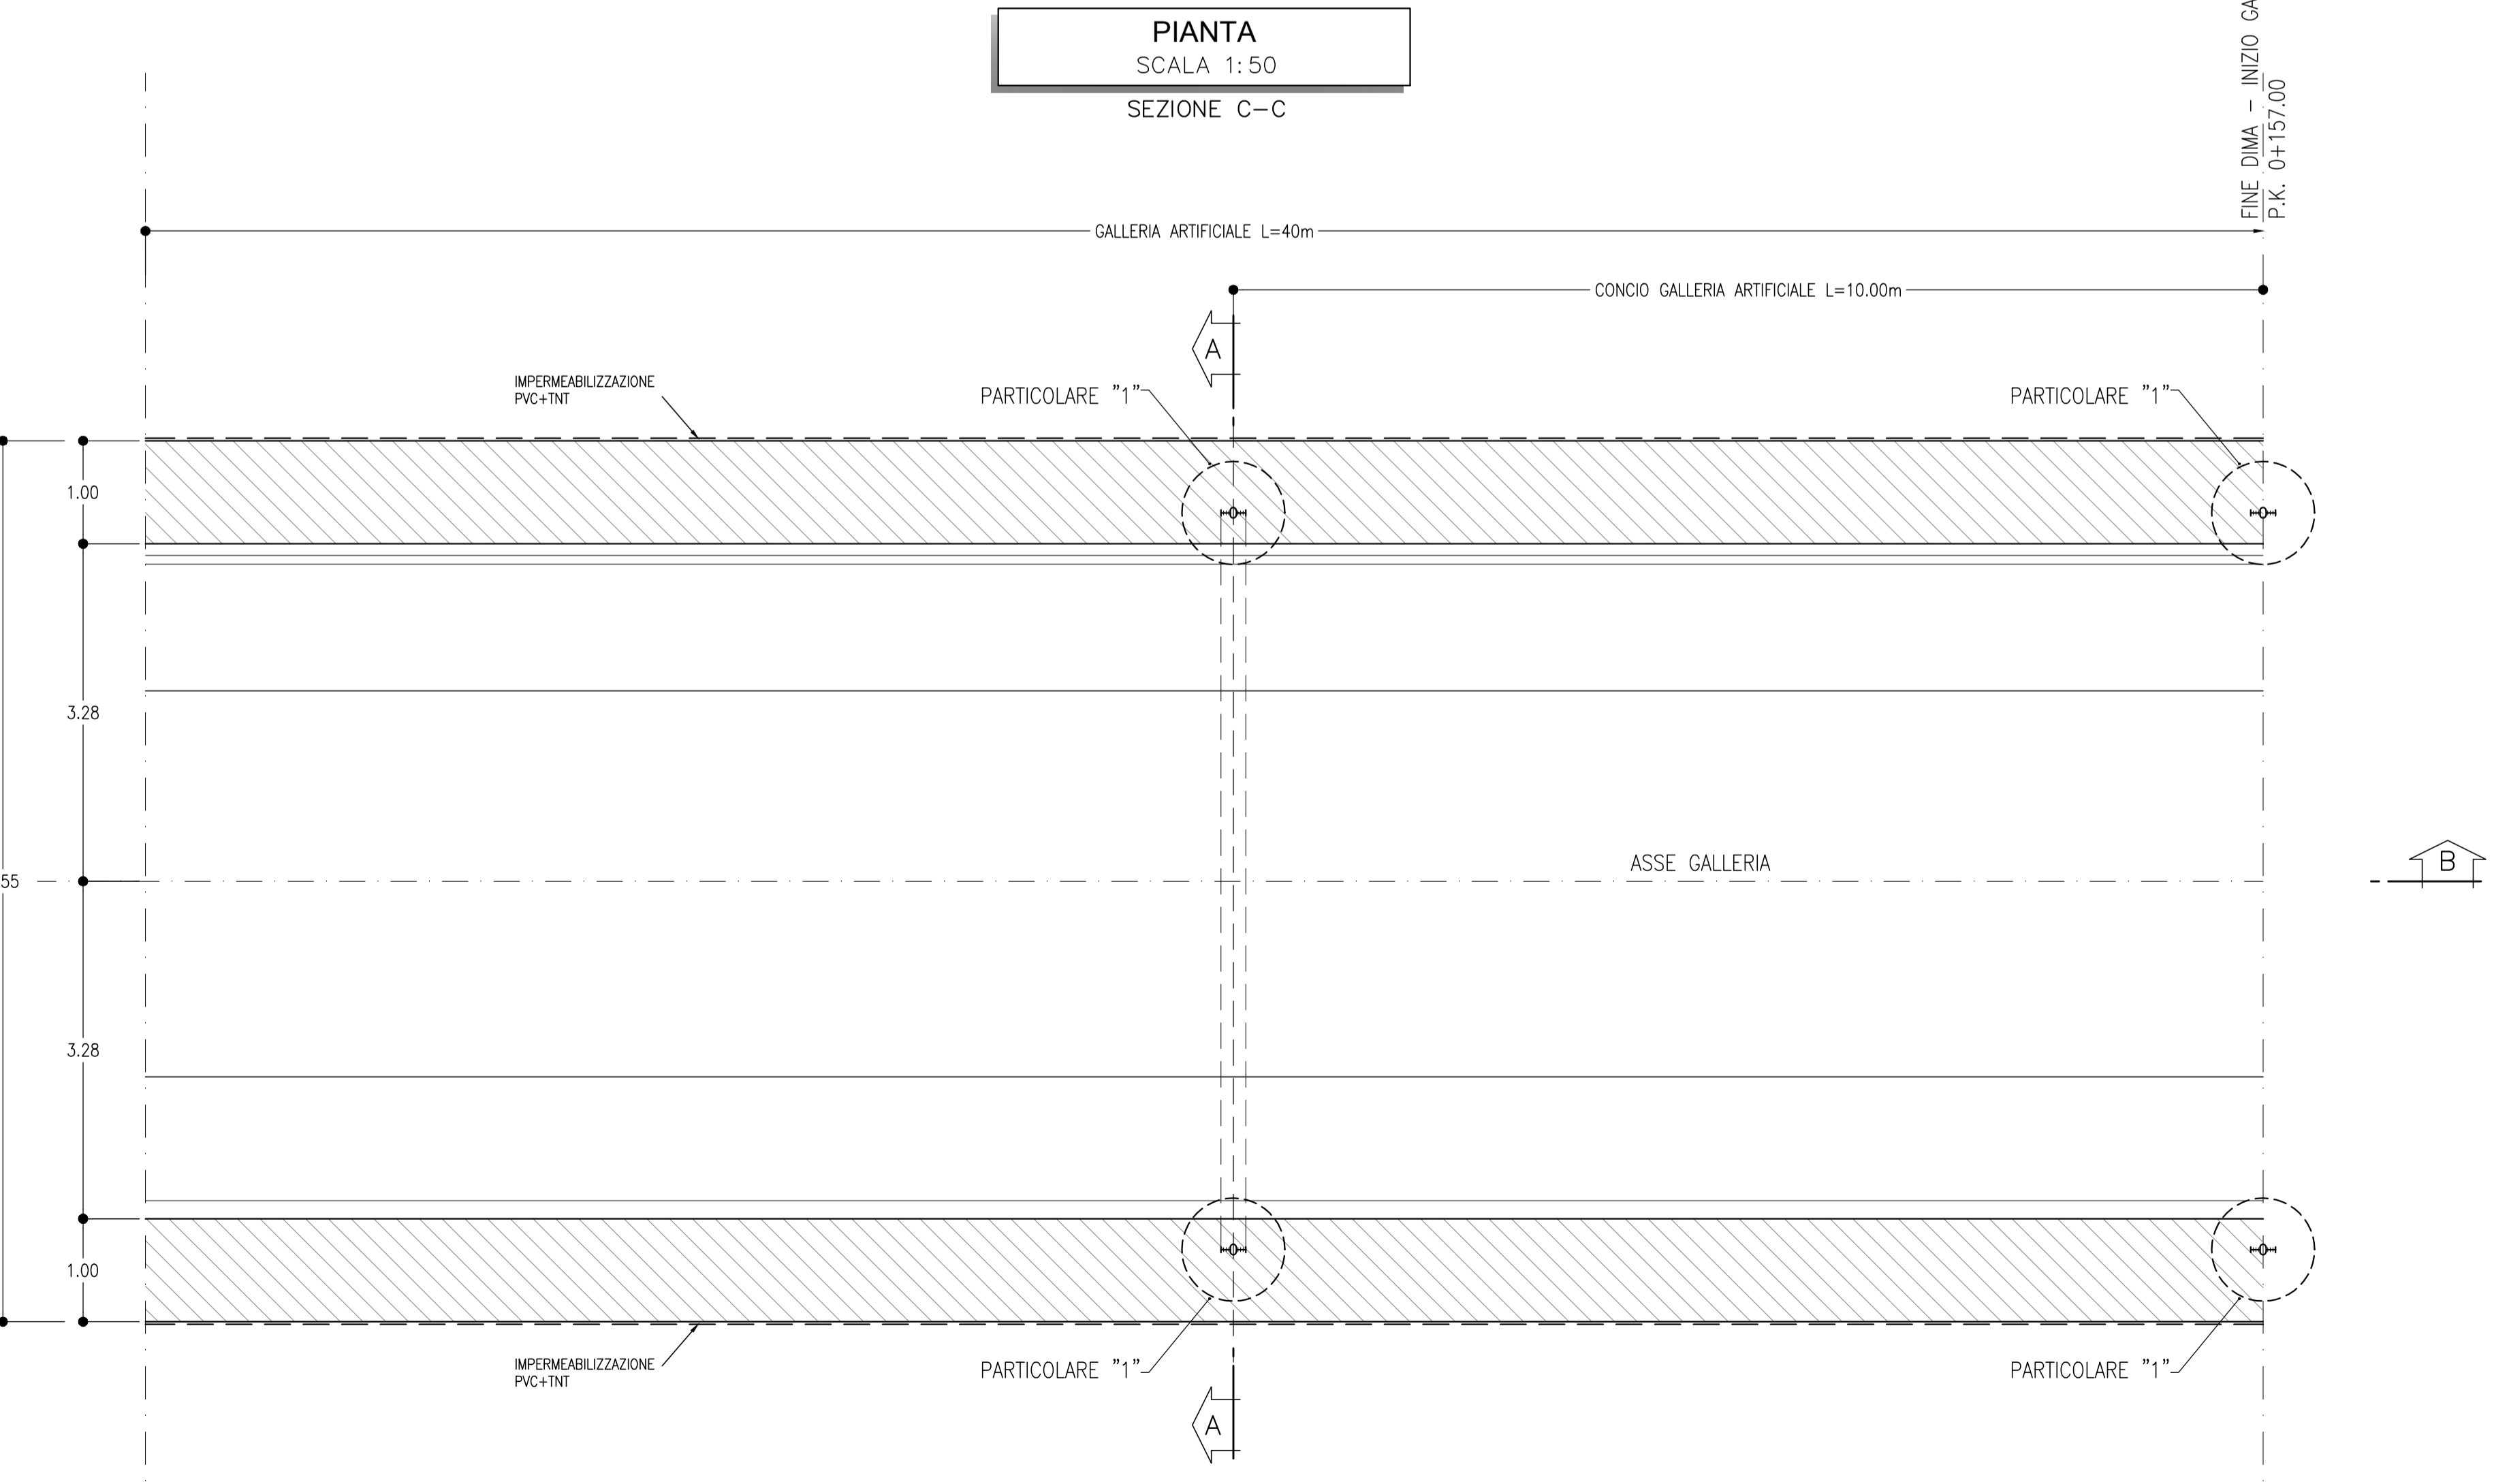 PIANTA
SCALA 1:50
SEZIONE C-C
FINE DIMA - INIZIO
P.K. 0+157.00
GALLERIA ARTIFICIALE L=40m
CONCIO GALLERIA ARTIFICIALE L=10.00m
A
IMPERMEABILIZZAZIONE
PVC+TNT
PARTICOLARE "1"
PARTICOLARE "1"
1.00
3.28
ASSE GALLERIA
B
55
3.28
1.00
IMPERMEABILIZZAZIONE
PVC+TNT
PARTICOLARE "1"
PARTICOLARE "1"
A